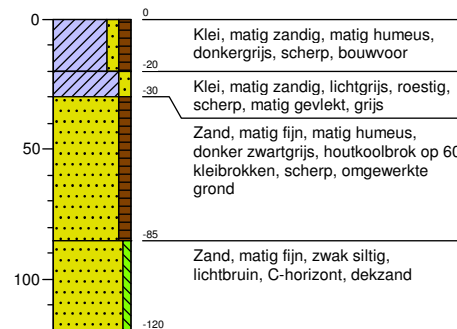 0
0
Klei, matig zandig, matig humeus,
donkergrijs, scherp, bouwvoor
-20
Klei, matig zandig, lichtgrijs, roestig,
scherp, matig gevlekt, grijs
-30
Zand, matig fijn, matig humeus,
donker zwartgrijs, houtkoolbrok op 60
kleibrokken, scherp, omgewerkte
grond
50
-85
Zand, matig fijn, zwak siltig,
lichtbruin, C-horizont, dekzand
100
-120